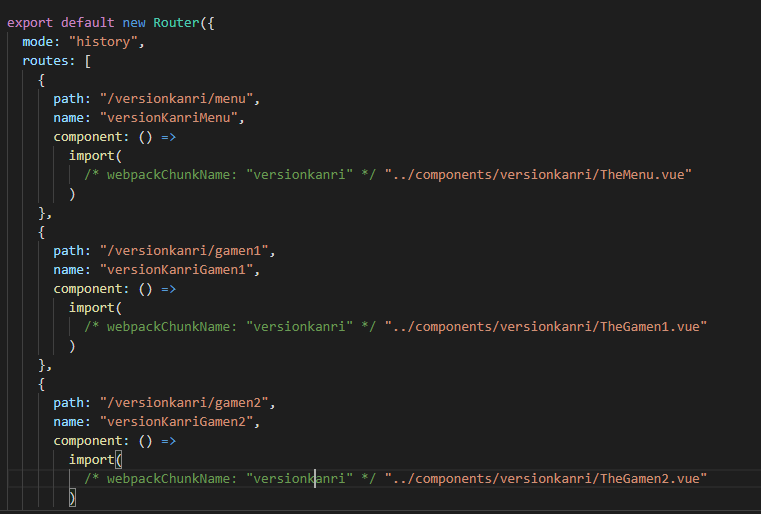 export default new Router({
mode: "history",
routes: [
{
path: "/versionkanri/menu",
name: "versionKanriMenu",
component: () =>
import(
/* webpackChunkName: "versionkanri" */ "../components/versionkanri/TheMenu.vue"
)
},
{
path: "/versionkanri/gamen1",
name: "versionKanriGamen1",
component: () =>
import(
/* webpackChunkName: "versionkanri" */ "../components/versionkanri/TheGamen1.vue"
)
},
{
path: "/versionkanri/gamen2",
name: "versionKanriGamen2",
component: () =>
import(
/* webpackChunkName: "versionkanri" */ "../components/versionkanri/TheGamen2.vue"
)